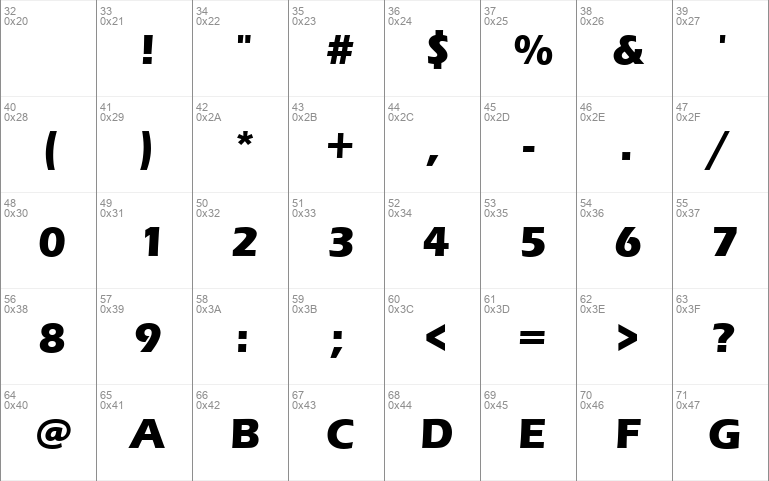 32 33 34 35 36 37 38 39
0x20 0x21 0x22 0x23 0x24 0x25 0x26 0x27
! " # $ % & '
40 41 42 43 44 45 46 47
0x28 0x29 0x2A 0x2B 0x2C 0x2D 0x2E 0x2F
( ) * + , - . /
48 49 50 51 52 53 54 55
0x30 0x31 0x32 0x33 0x34 0x35 0x36 0x37
0 1 2 3 4 5 6 7
56 57 58 59 60 61 62 63
0x38 0x39 0x3A 0x3B 0x3C 0x3D 0x3E 0x3F
8 9 : ; < = > ?
64 65 66 67 68 69 70 71
0x40 0x41 0x42 0x43 0x44 0x45 0x46 0x47
@ A B C D E F G